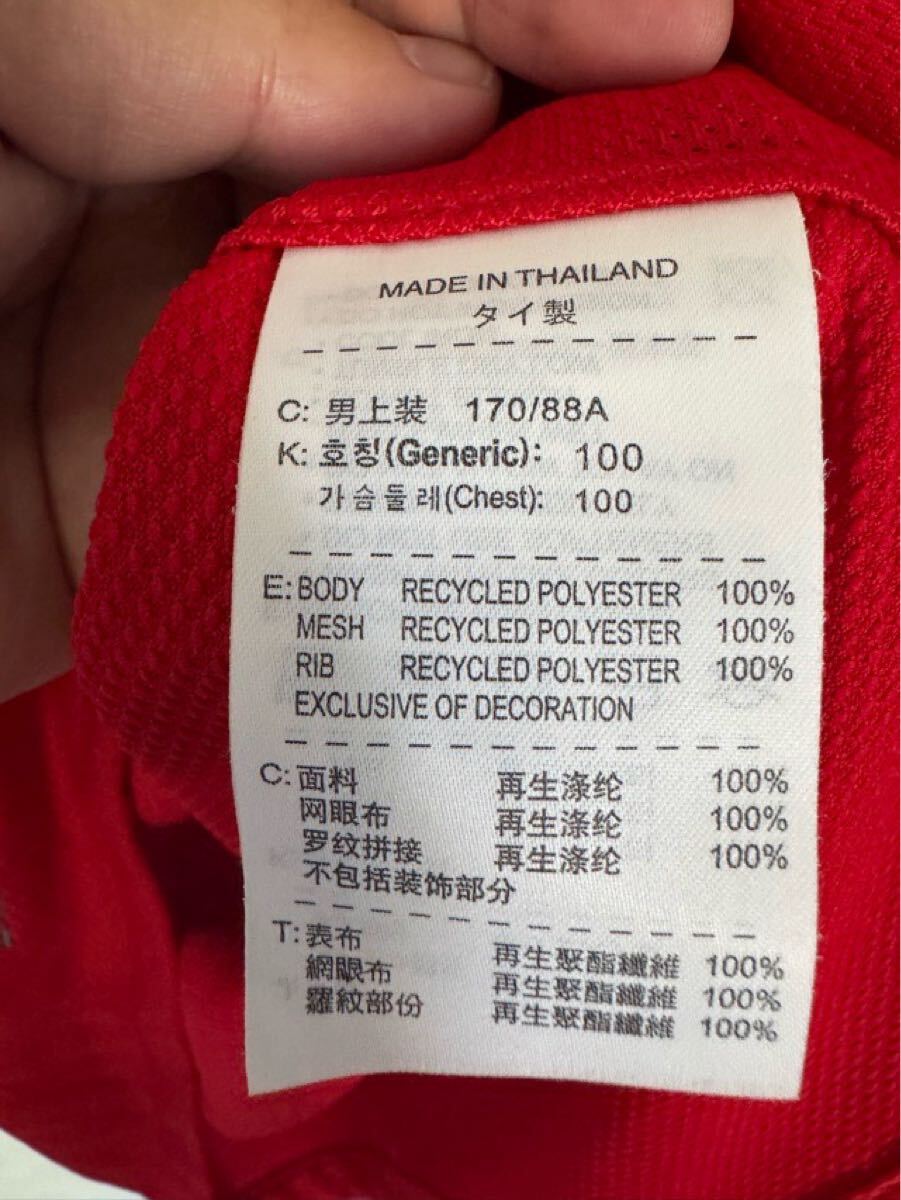 MADE IN THAILAND
タイ製
C: 男上装 170/88A
K: 호칭(Generic): 100
가슴둘레(Chest): 100
E: BODY RECYCLED POLYESTER 100%
MESH RECYCLED POLYESTER 100%
RIB RECYCLED POLYESTER 100%
EXCLUSIVE OF DECORATION
C: 面料 再生涤纶 100%
网眼布 再生涤纶 100%
罗纹拼接 再生涤纶 100%
不包括装饰部分
T: 表布 再生聚酯纖維 100%
網眼布 再生聚酯纖維 100%
羅紋部份 再生聚酯纖維 100%